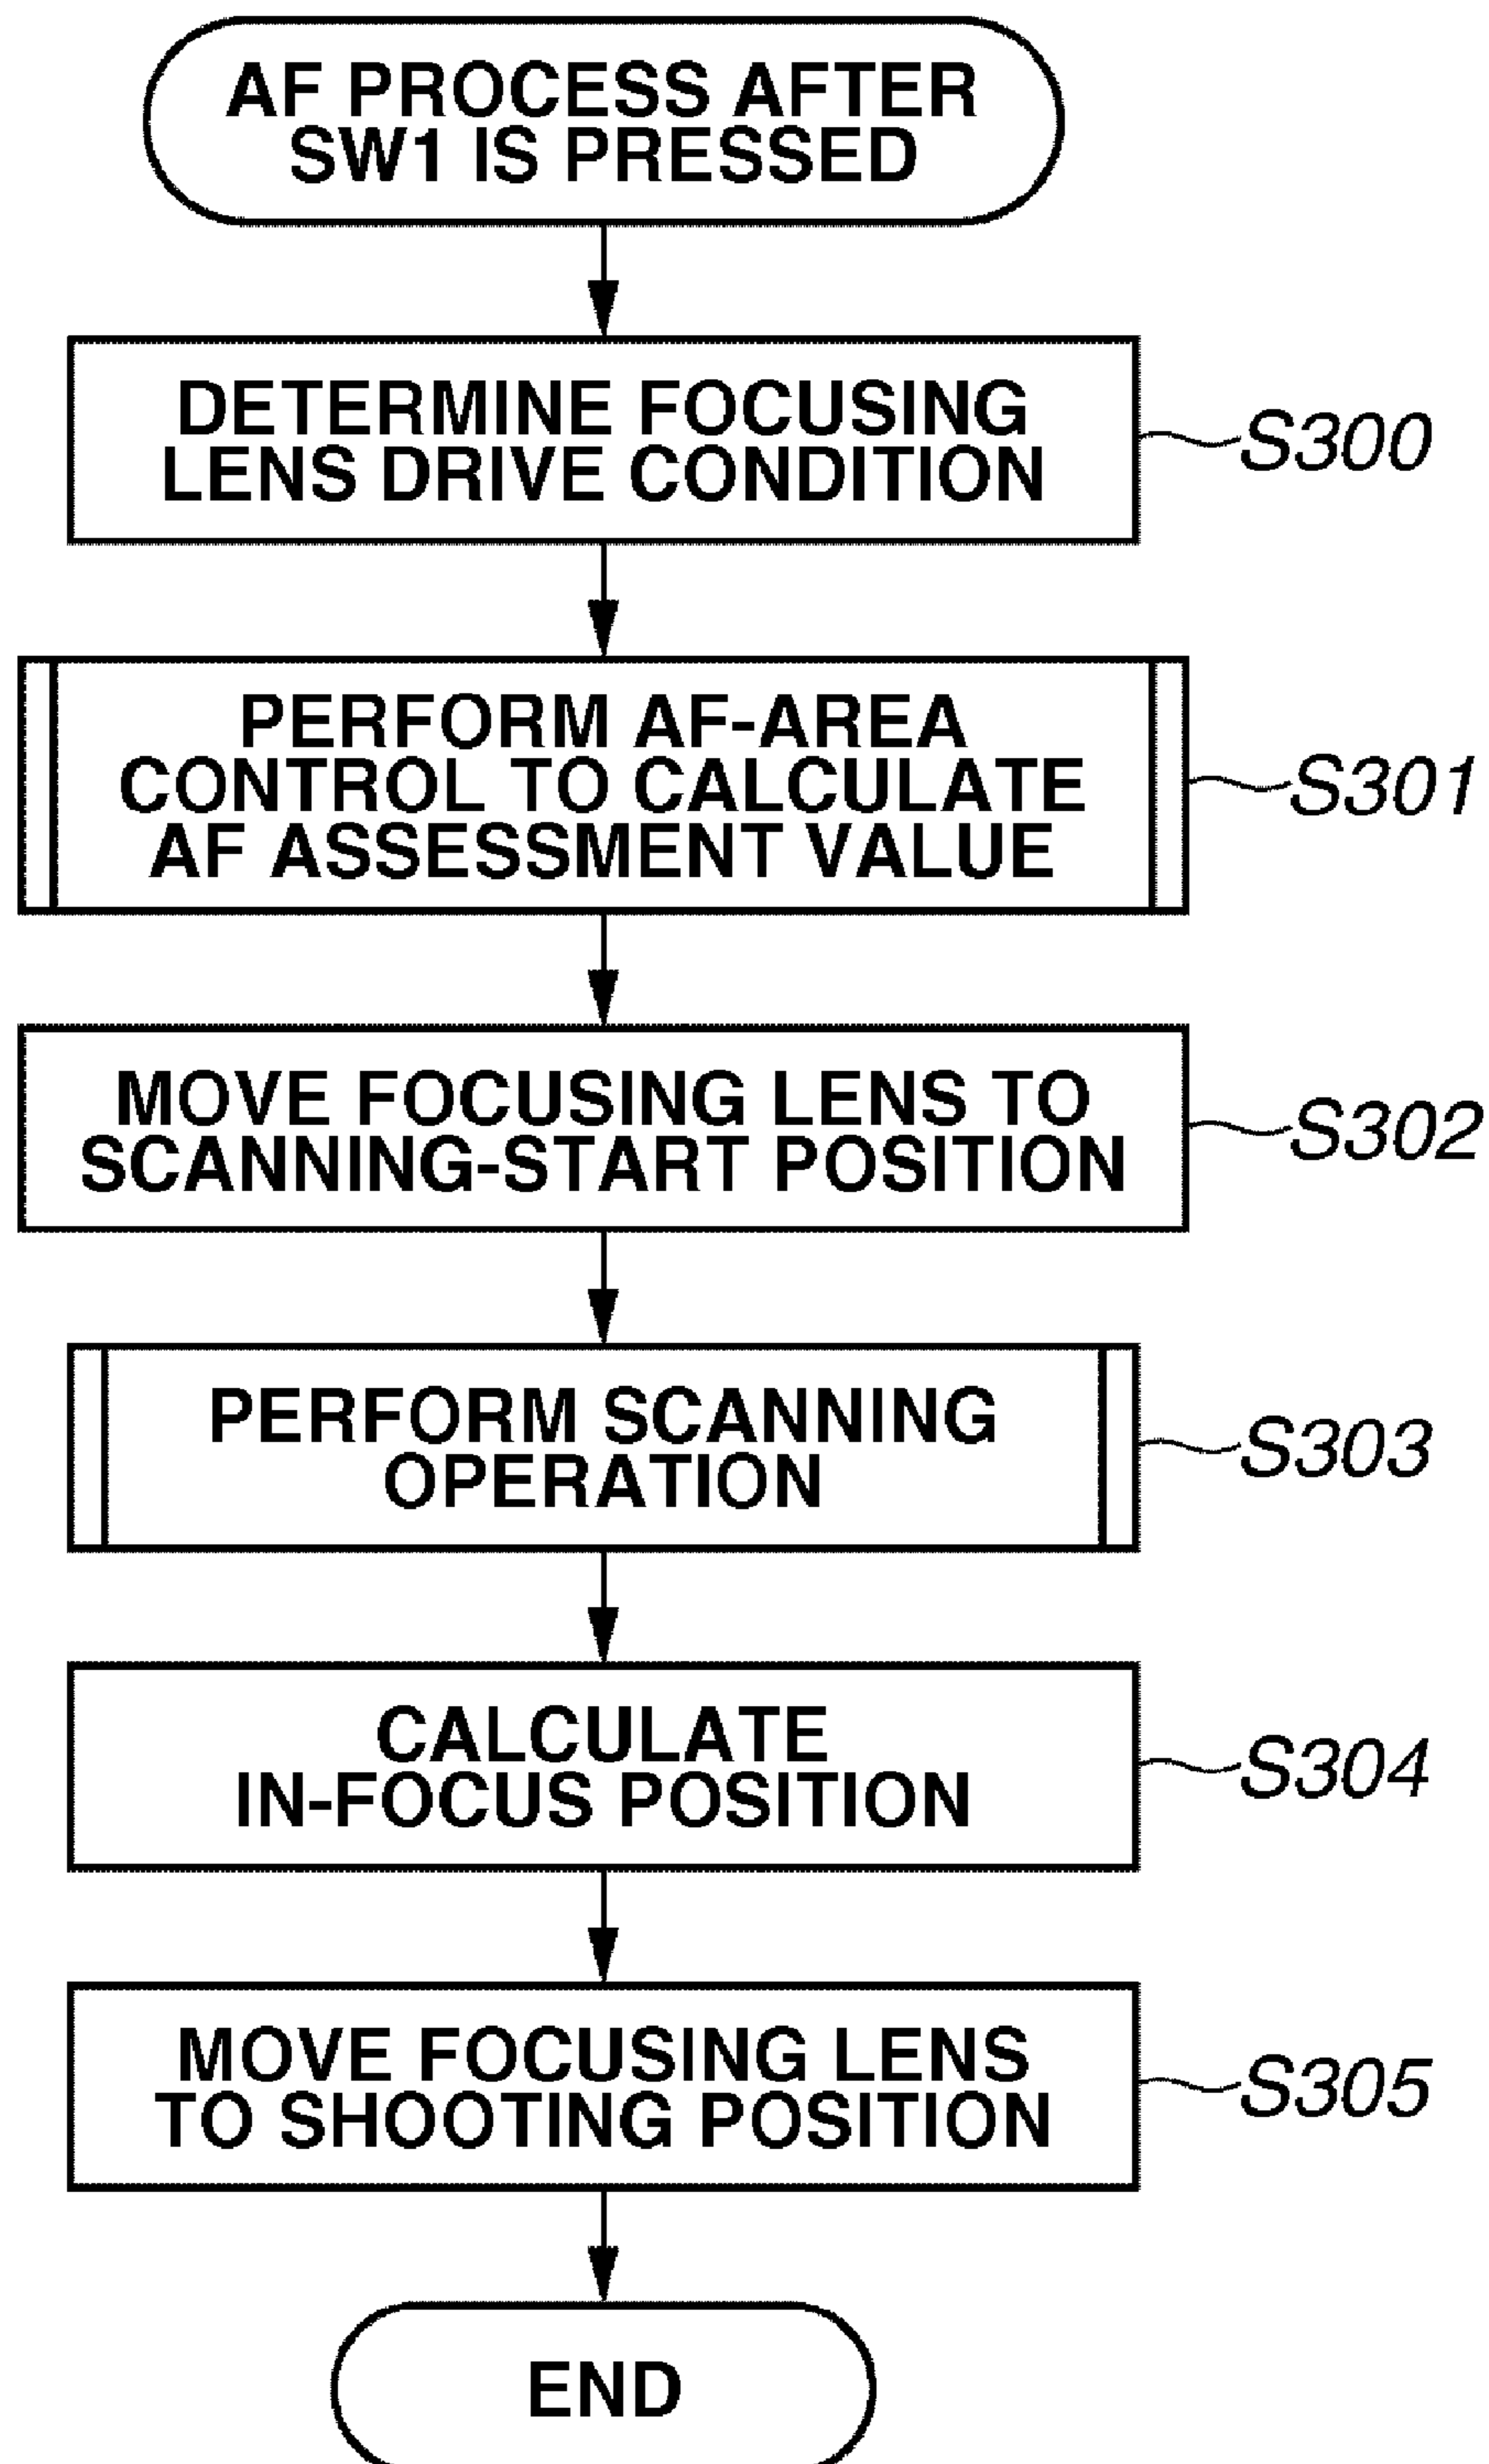 AF PROCESS AFTER
SW1 IS PRESSED
DETERMINE FOCUSING
LENS DRIVE CONDITION
S300
PERFORM AF-AREA
CONTROL TO CALCULATE
AF ASSESSMENT VALUE
S301
MOVE FOCUSING LENS TO
SCANNING-START POSITION
S302
PERFORM SCANNING
OPERATION
S303
CALCULATE
IN-FOCUS POSITION
S304
MOVE FOCUSING LENS
TO SHOOTING POSITION
S305
END